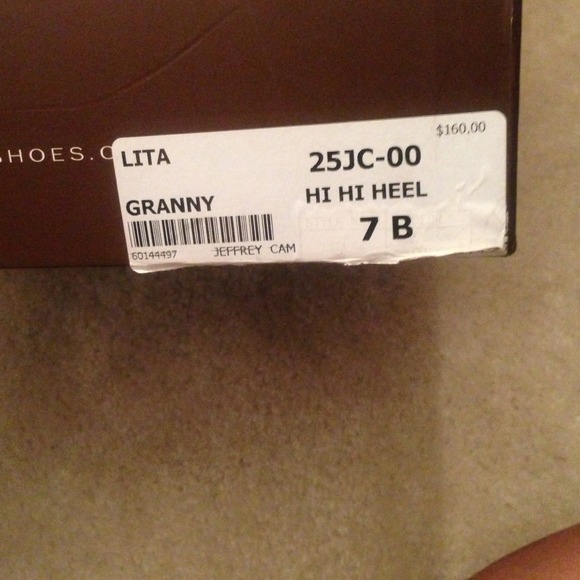 SHOES.C
$160.00
LITA 25JC-00
GRANNY HI HI HEEL
7 B
60144497 JEFFREY CAM